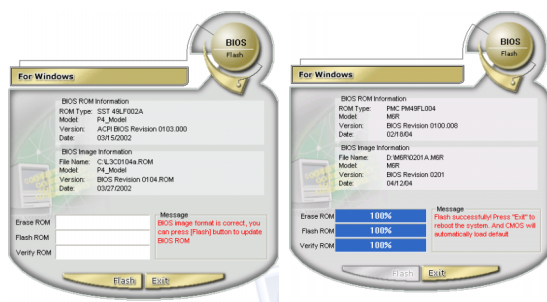 BIOS
Flash
For Windows
BIOS ROM Information
ROM Type: SST 49LF002A
Model: P4_Model
Version: ACPI BIOS Revision 0103.000
Date: 03/15/2002
BIOS Image Information
File Name: C:\L3C0104a.ROM
Model: P4_Model
Version: BIOS Revision 0104.ROM
Date: 03/27/2002
Erase ROM
Flash ROM
Verify ROM
Message
BIOS image format is correct, you
can press [Flash] button to update
BIOS ROM
Flash Exit
BIOS
Flash
For Windows
BIOS ROM Information
ROM Type: PMC PM49FL004
Model: M6R
Version: BIOS Revision 0100.008
Date: 02/18/04
BIOS Image Information
File Name: D:\M6R\0201A.M6R
Model: M6R
Version: BIOS Revision 0201
Date: 04/12/04
Erase ROM 100%
Flash ROM 100%
Verify ROM 100%
Message
Flash successfully! Press "Exit" to
reboot the system. And CMOS will
automatically load default
Flash Exit